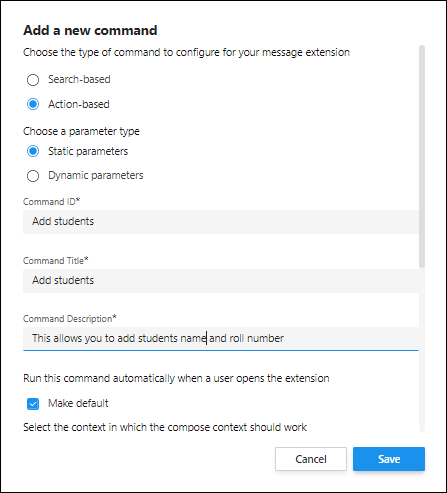 Add a new command
Choose the type of command to configure for your message extension
Search-based
Action-based
Choose a parameter type
Static parameters
Dynamic parameters
Command ID*
Add students
Command Title*
Add students
Command Description*
This allows you to add students name and roll number
Run this command automatically when a user opens the extension
Make default
Select the context in which the compose context should work
Cancel
Save